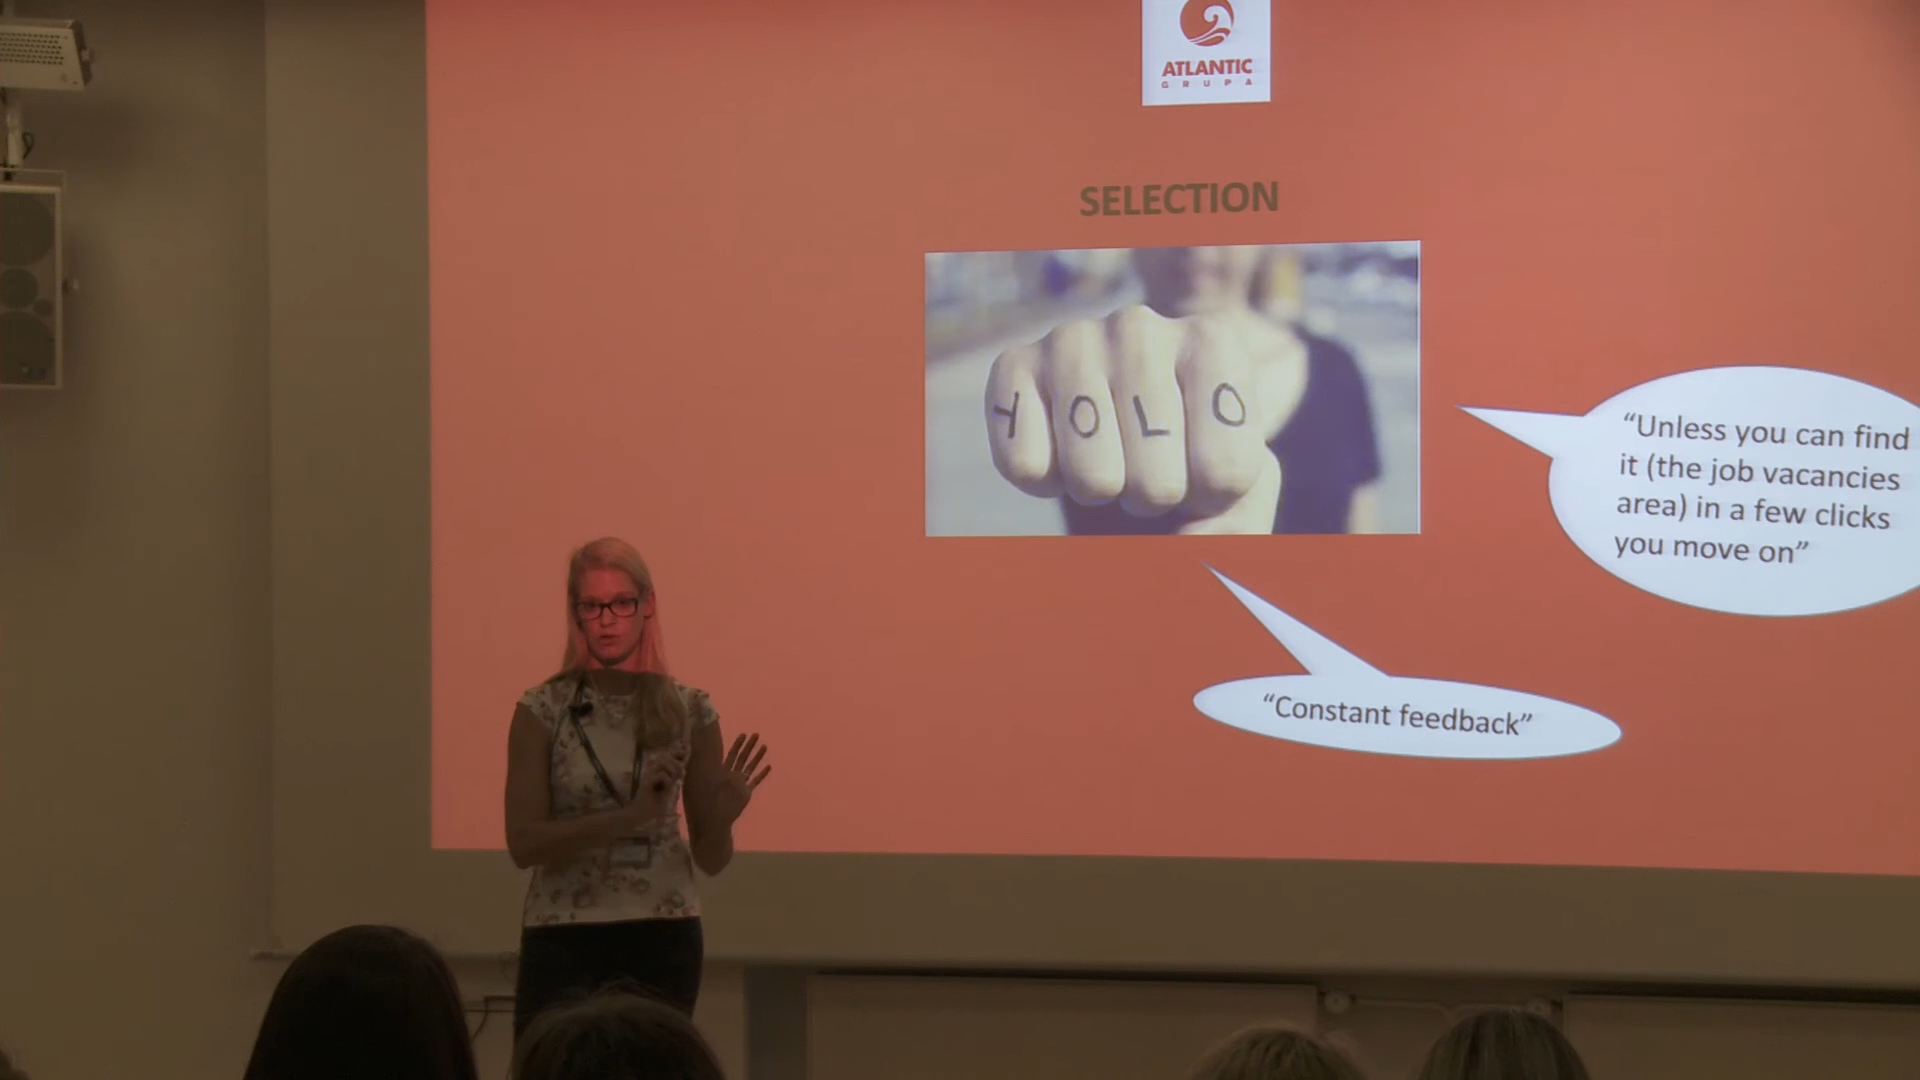 ATLANTIC
GRUPA
SELECTION
YOLO
“Unless you can find
it (the job vacancies
area) in a few clicks
you move on”
“Constant feedback”